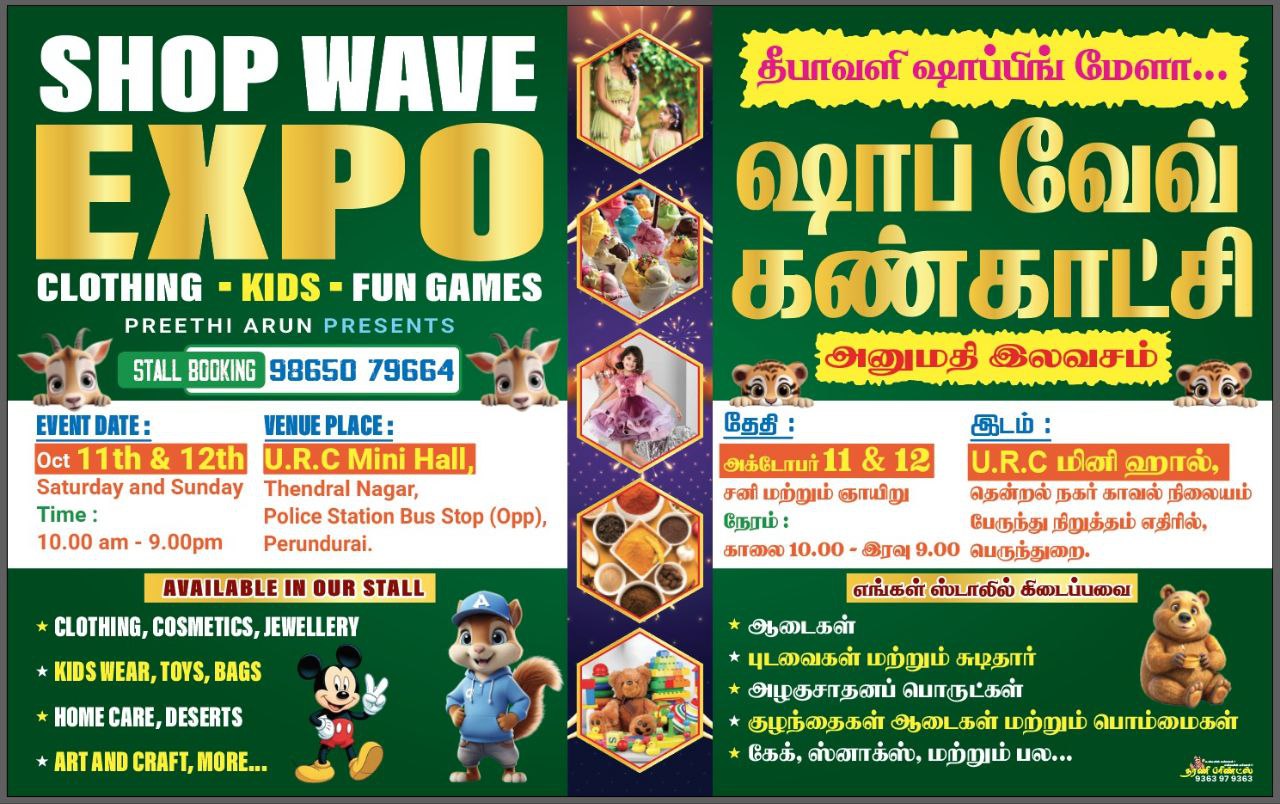 SHOP WAVE
EXPO
CLOTHING - KIDS - FUN GAMES
PREETHI ARUN PRESENTS
STALL BOOKING 98650 79664
EVENT DATE :
Oct 11th & 12th
Saturday and Sunday
Time :
10.00 am - 9.00pm
VENUE PLACE :
U.R.C Mini Hall,
Thendral Nagar,
Police Station Bus Stop (Opp),
Perundurai.
AVAILABLE IN OUR STALL
CLOTHING, COSMETICS, JEWELLERY
KIDS WEAR, TOYS, BAGS
HOME CARE, DESERTS
ART AND CRAFT, MORE...
A
தீபாவளி ஷாப்பிங் மேளா...
ஷாப் வேவ்
கண்காட்சி
அனுமதி இலவசம்
தேதி :
அக்டோபர் 11 & 12
சனி மற்றும் ஞாயிறு
நேரம் :
காலை 10.00 - இரவு 9.00
இடம் :
U.R.C மினி ஹால்,
தென்றல் நகர் காவல் நிலையம்
பேருந்து நிறுத்தம் எதிரில்,
பெருந்துறை.
எங்கள் ஸ்டாலில் கிடைப்பவை
ஆடைகள்
புடவைகள் மற்றும் சுடிதார்
அழகுசாதனப் பொருட்கள்
குழந்தைகள் ஆடைகள் மற்றும் பொம்மைகள்
கேக், ஸ்னாக்ஸ், மற்றும் பல...
9363 97 9363